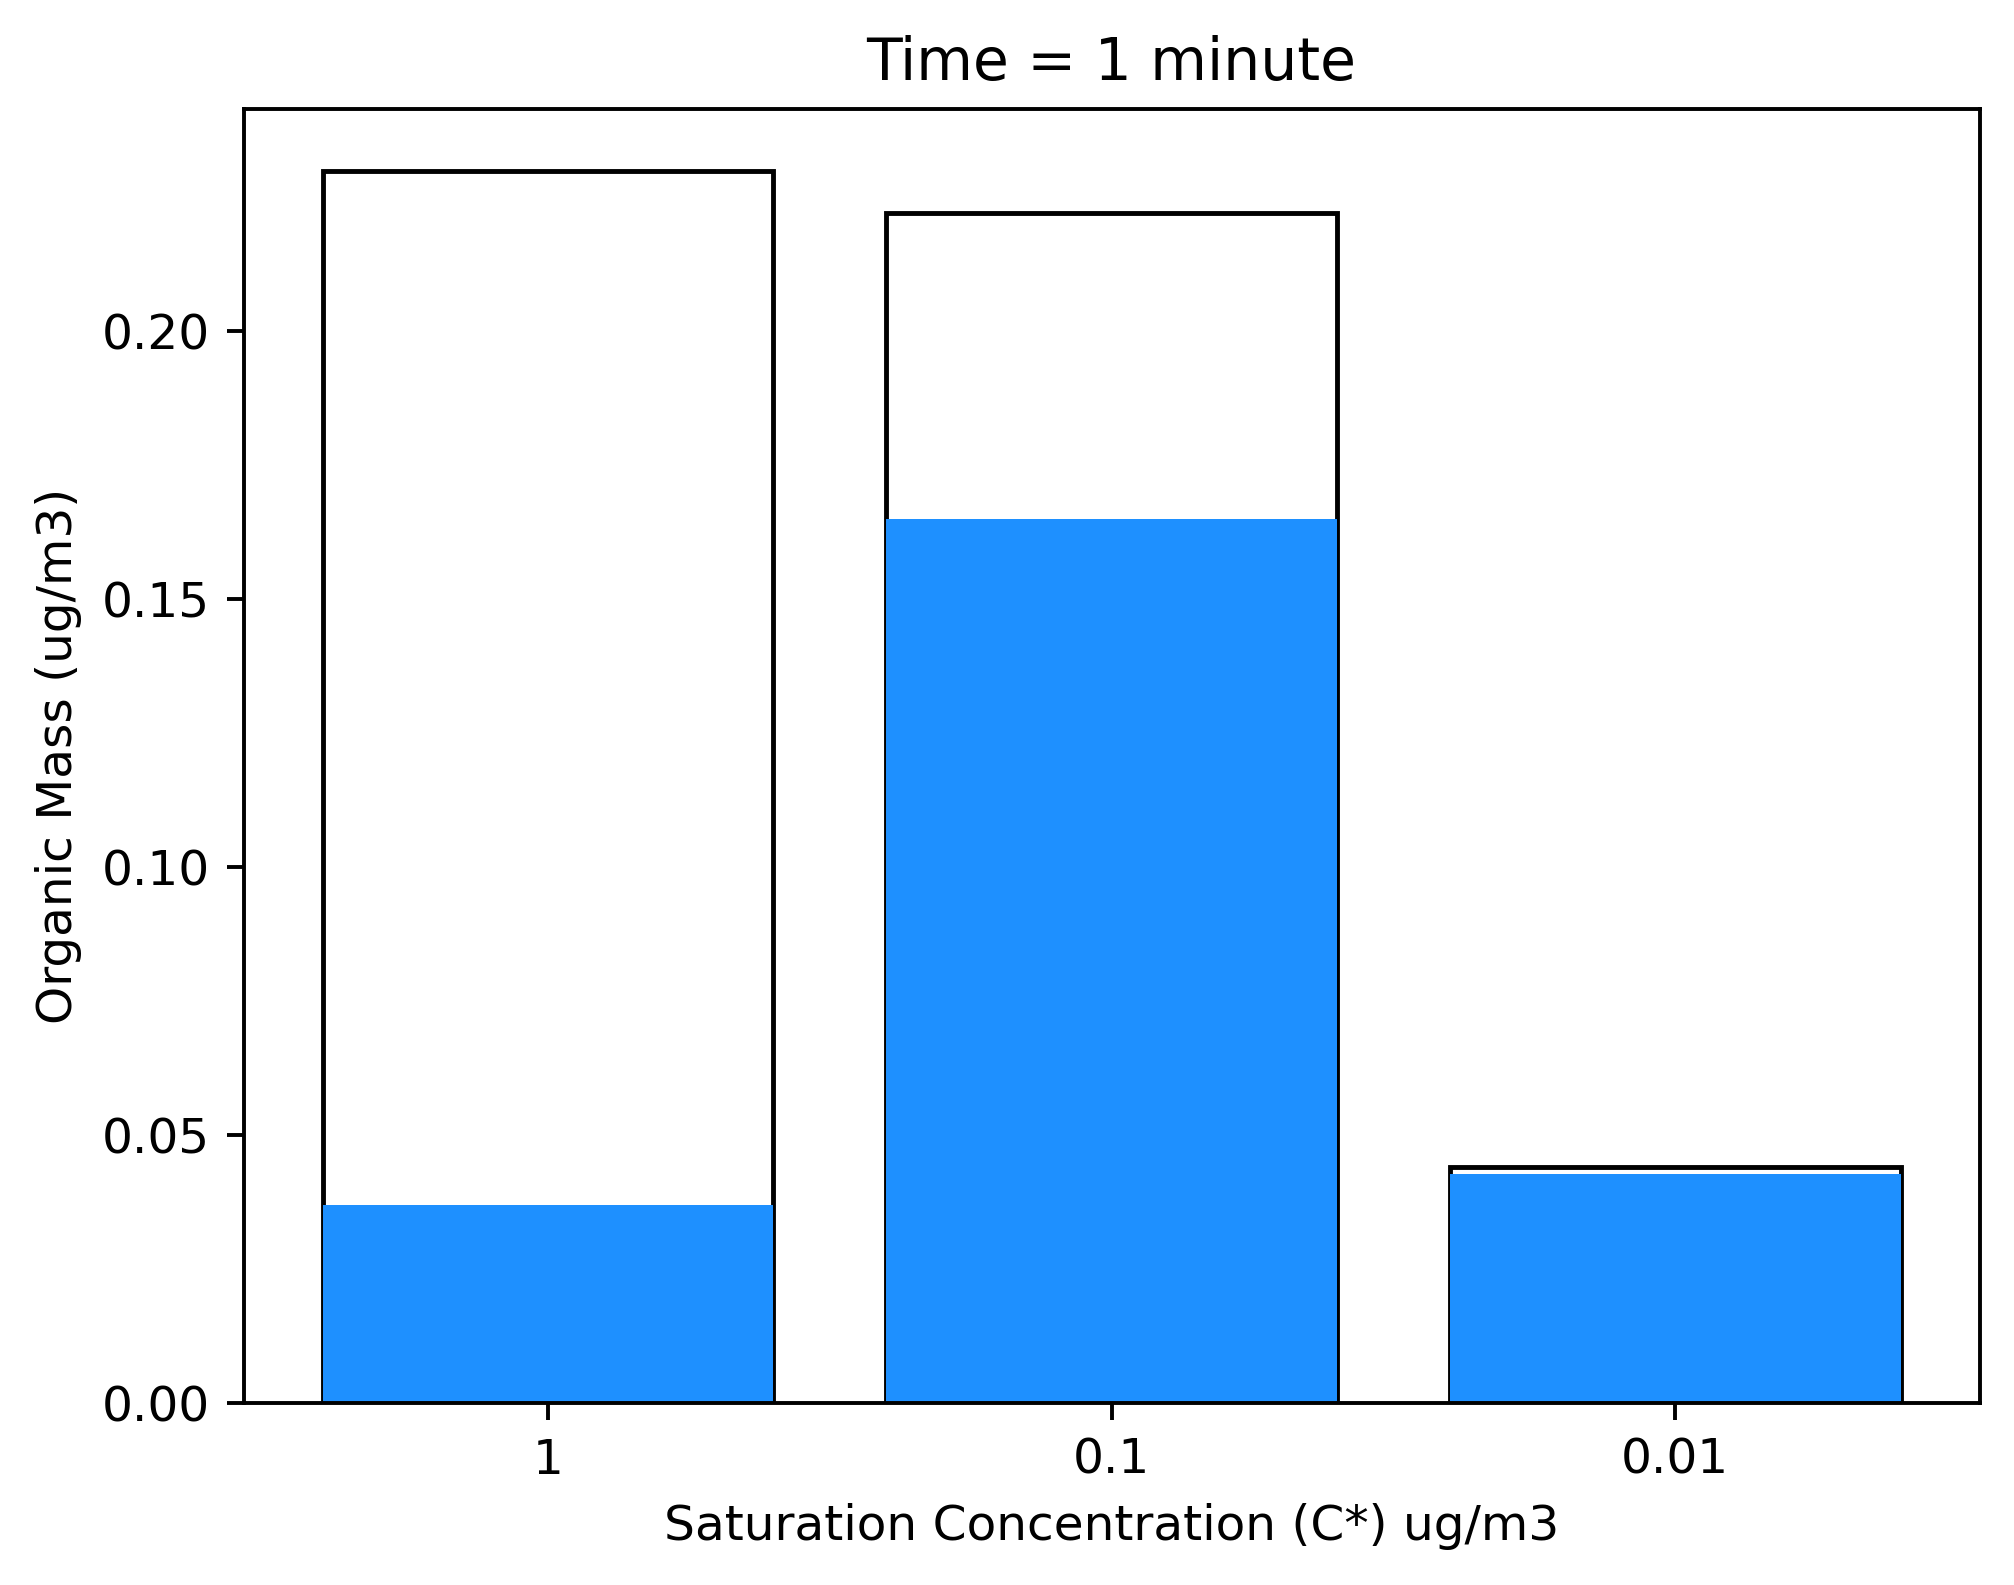 Time = 1 minute
Organic Mass (ug/m3)
0.20
0.15
0.10
0.05
0.00
1
0.1
0.01
Saturation Concentration (C*) ug/m3